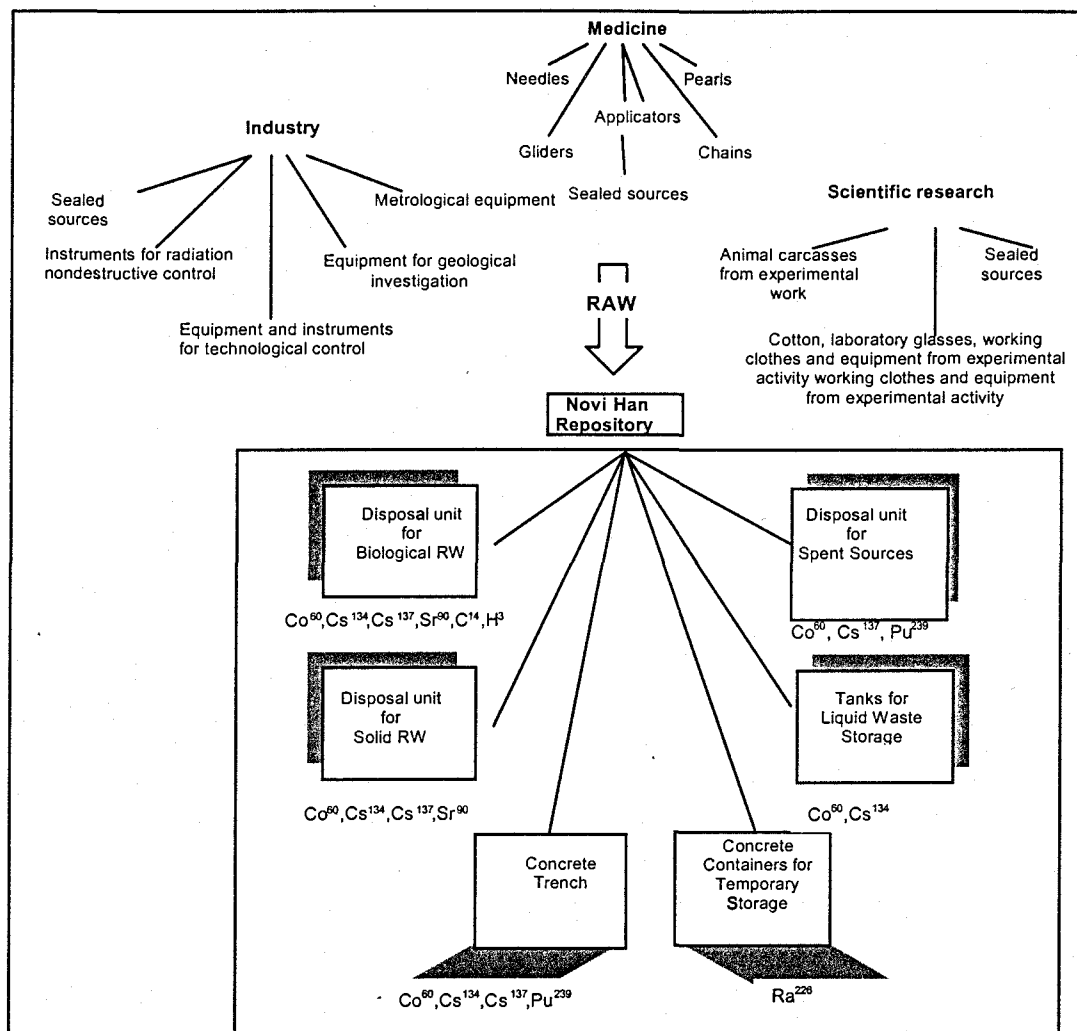 Medicine
Needles
Pearls
Applicators
Gliders
Chains
Sealed sources
Industry
Sealed
sources
Metrological equipment
Instruments for radiation
nondestructive control
Equipment for geological
investigation
Equipment and instruments
for technological control
Scientific research
Animal carcasses
from experimental
work
Sealed
sources
Cotton, laboratory glasses, working
clothes and equipment from experimental
activity working clothes and equipment
from experimental activity
RAW
Novi Han
Repository
Disposal unit
for
Biological RW
Co⁶⁰,Cs¹³⁴,Cs¹³⁷,Sr⁹⁰,C¹⁴,H³
Disposal unit
for
Spent Sources
Co⁶⁰, Cs¹³⁷, Pu²³⁹
Disposal unit
for
Solid RW
Co⁶⁰,Cs¹³⁴,Cs¹³⁷,Sr⁹⁰
Tanks for
Liquid Waste
Storage
Co⁶⁰,Cs¹³⁴
Concrete
Trench
Co⁶⁰,Cs¹³⁴,Cs¹³⁷,Pu²³⁹
Concrete
Containers for
Temporary
Storage
Ra²²⁶